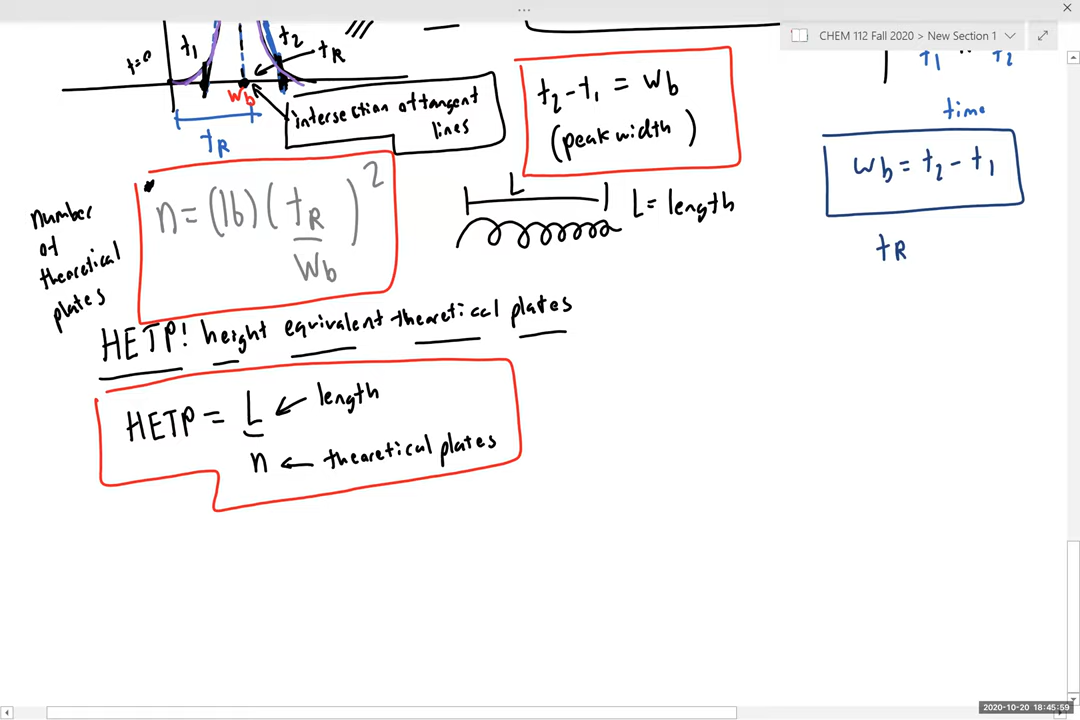 CHEM 112 Fall 2020 > New Section 1
t=0
t1
t2
tR
Wb
tR
intersection of tangent
lines
t2 - t1 = Wb
(peak width)
t1
t2
time
Wb = t2 - t1
tR
number
of
theoretical
plates
n = (16) ( tR / Wb )^2
L
L = length
HETP! height equivalent theoretical plates
HETP = L ← length
n ← theoretical plates
2020-10-20 18:45:59